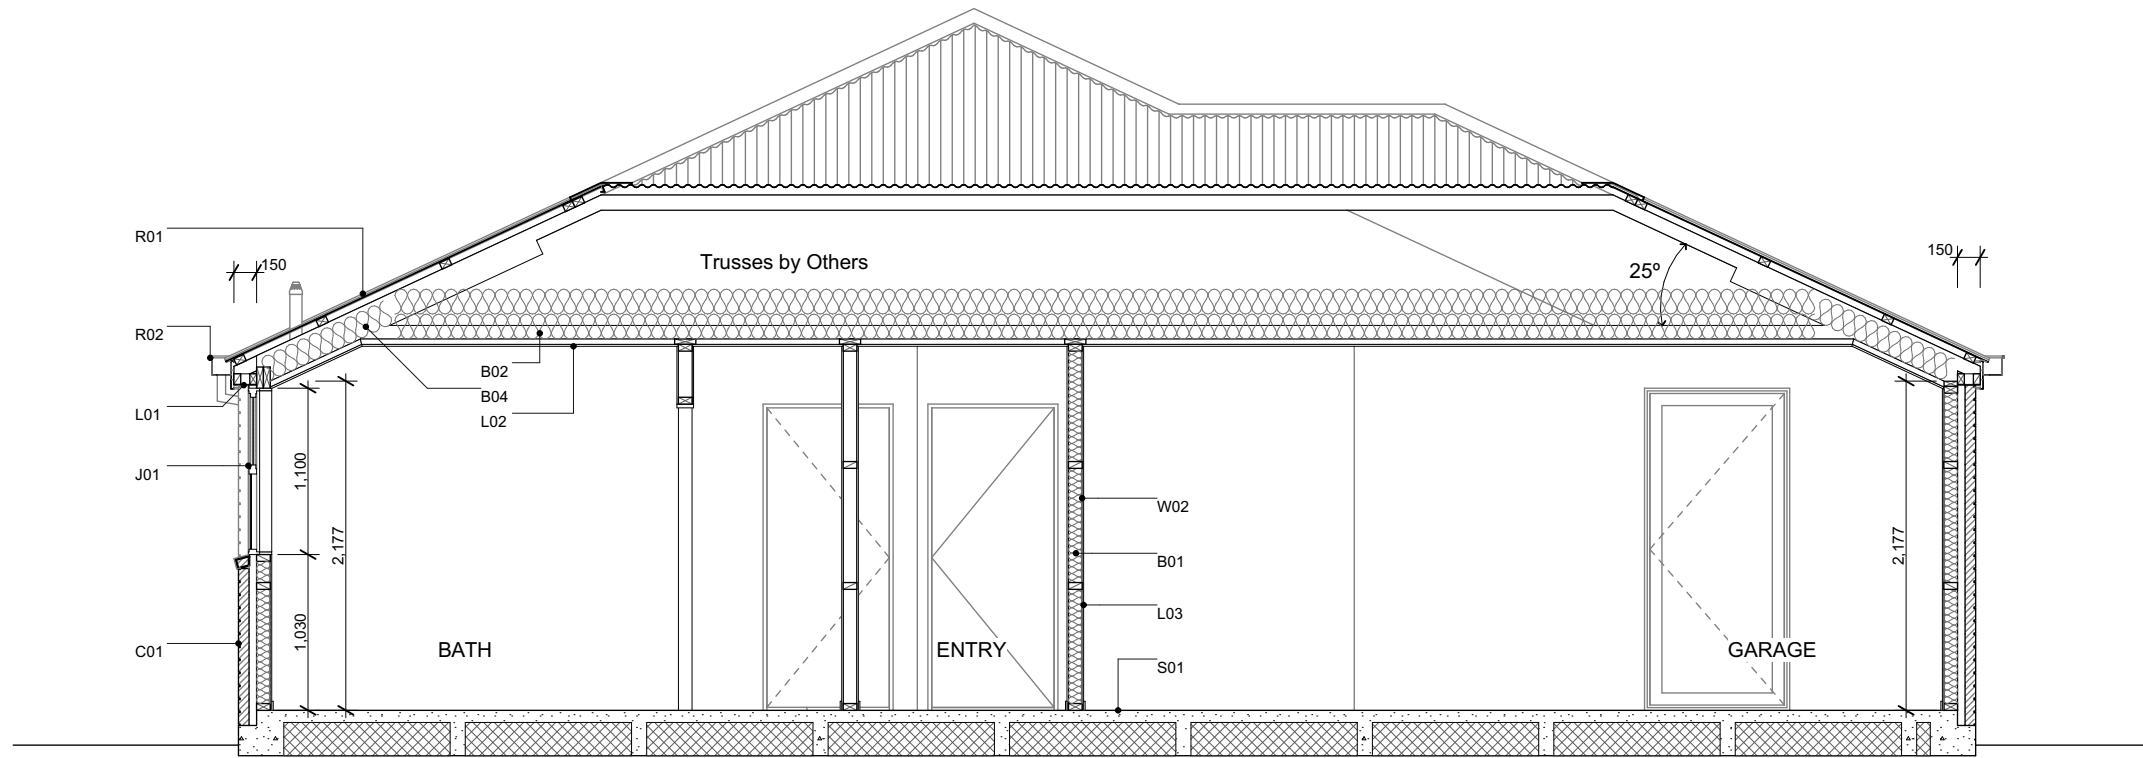 R01
150
Trusses by Others
25º
150
R02
B02
B04
L02
L01
J01
1,100
2,177
1,030
C01
BATH
ENTRY
W02
B01
L03
S01
2,177
GARAGE